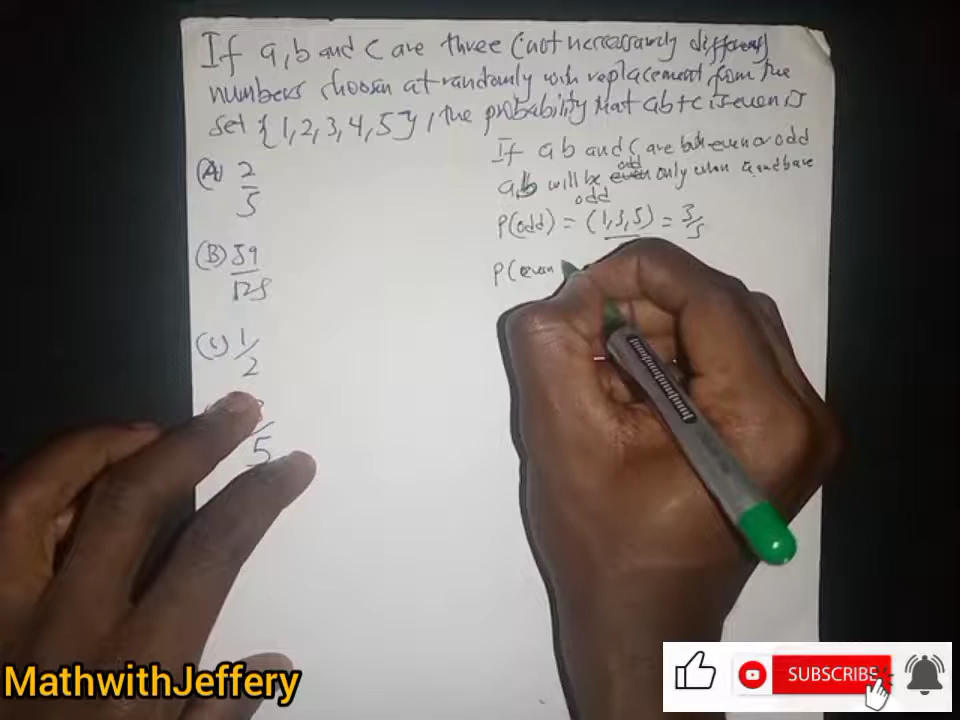 If a, b and c are three (not necessarily different)
numbers choosen at randomly with replacement from the
set {1, 2, 3, 4, 5}, the probability that ab + c is even is
(A) 2/5
(B) 59/125
(C) 1/2
5
If ab and c are both even or odd
a,b will be odd only when a and b are
odd
P(odd) = (1,3,5) = 3/5
P(even
MathwithJeffery
SUBSCRIBE